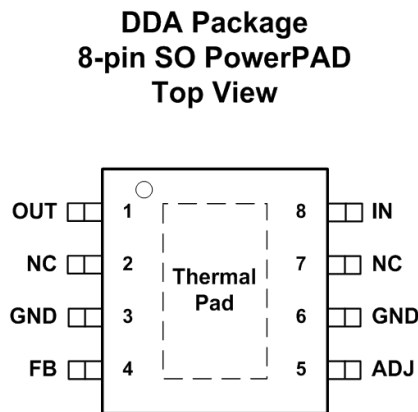 DDA Package
8-pin SO PowerPAD
Top View
OUT 1 8 IN
NC 2 7 NC
Thermal
Pad
GND 3 6 GND
FB 4 5 ADJ